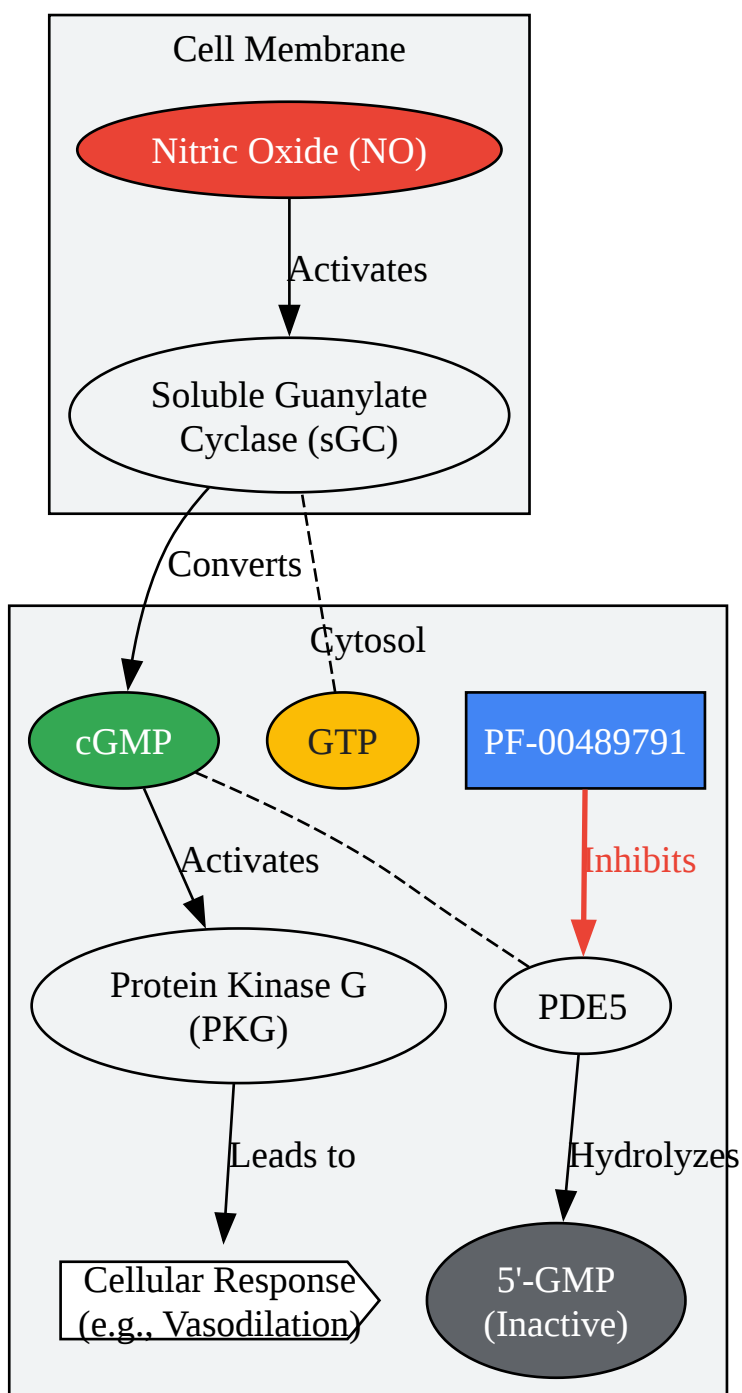 Cell Membrane
Nitric Oxide (NO)
Activates
Soluble Guanylate
Cyclase (sGC)
Converts
Cytosol
cGMP
GTP
PF-00489791
Activates
Inhibits
Protein Kinase G
(PKG)
PDE5
Leads to
Hydrolyzes
Cellular Response
(e.g., Vasodilation)
5'-GMP
(Inactive)